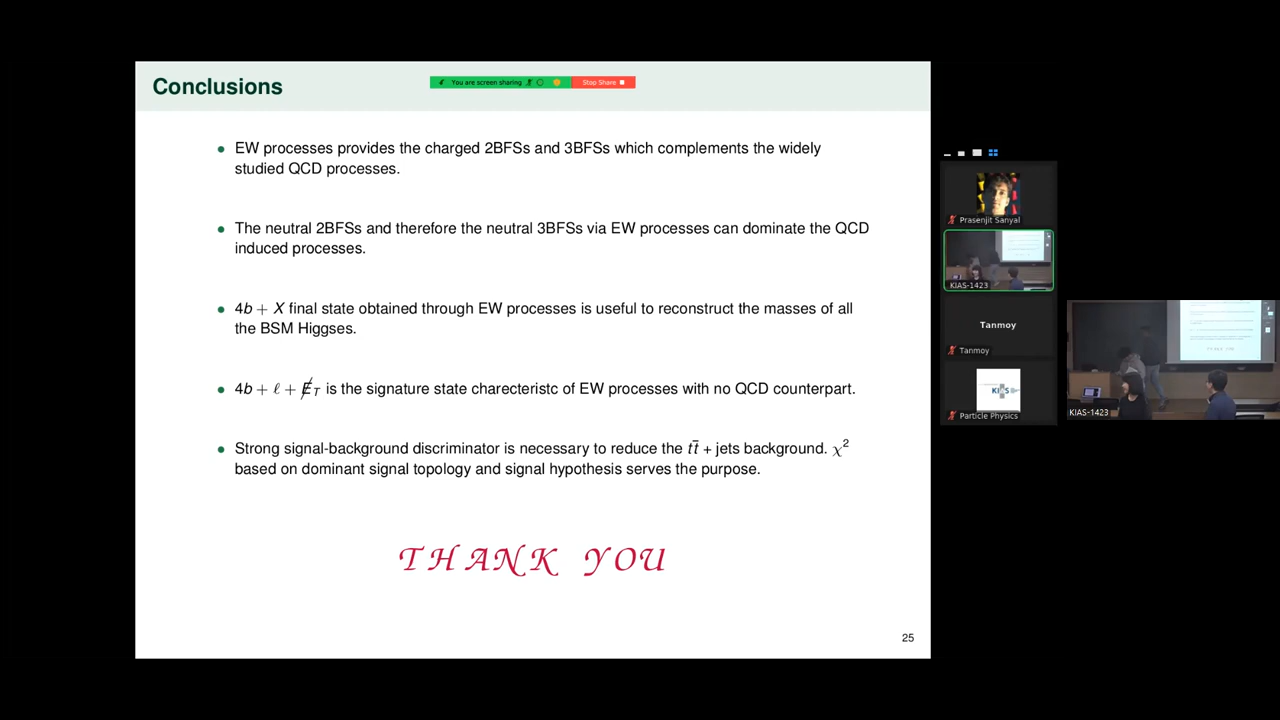 Conclusions
You are screen sharing
Stop Share
• EW processes provides the charged 2BFSs and 3BFSs which complements the widely
studied QCD processes.
• The neutral 2BFSs and therefore the neutral 3BFSs via EW processes can dominate the QCD
induced processes.
• 4b + X final state obtained through EW processes is useful to reconstruct the masses of all
the BSM Higgses.
• 4b + ℓ + E̸_T is the signature state charecteristc of EW processes with no QCD counterpart.
• Strong signal-background discriminator is necessary to reduce the tt̄ + jets background. χ²
based on dominant signal topology and signal hypothesis serves the purpose.
THANK YOU
25
Prasenjit Sanyal
KIAS-1423
Tanmoy
Tanmoy
KIAS
Particle Physics
KIAS-1423